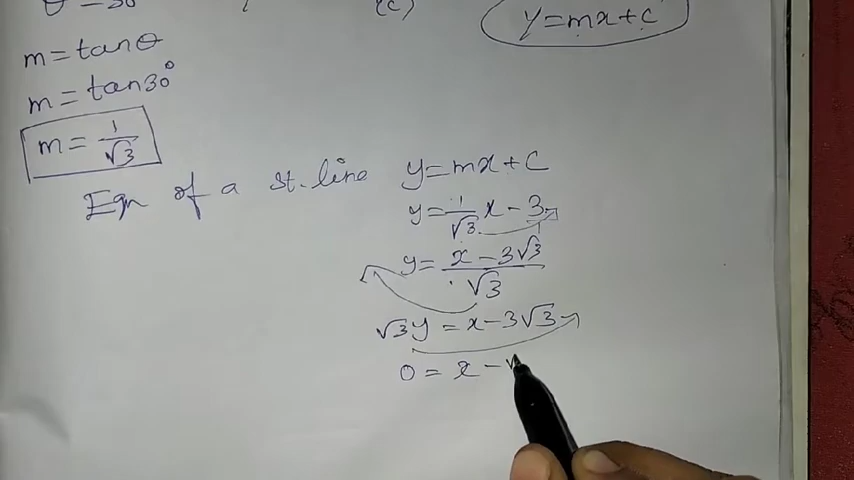 θ = 30
(c)
y=mx+c
m = tanθ
m = tan30°
m = 1/√3
Eqn of a st. line y=mx+c
y = 1/√3 x - 3
y = x - 3√3 / √3
√3y = x - 3√3
0 = x -